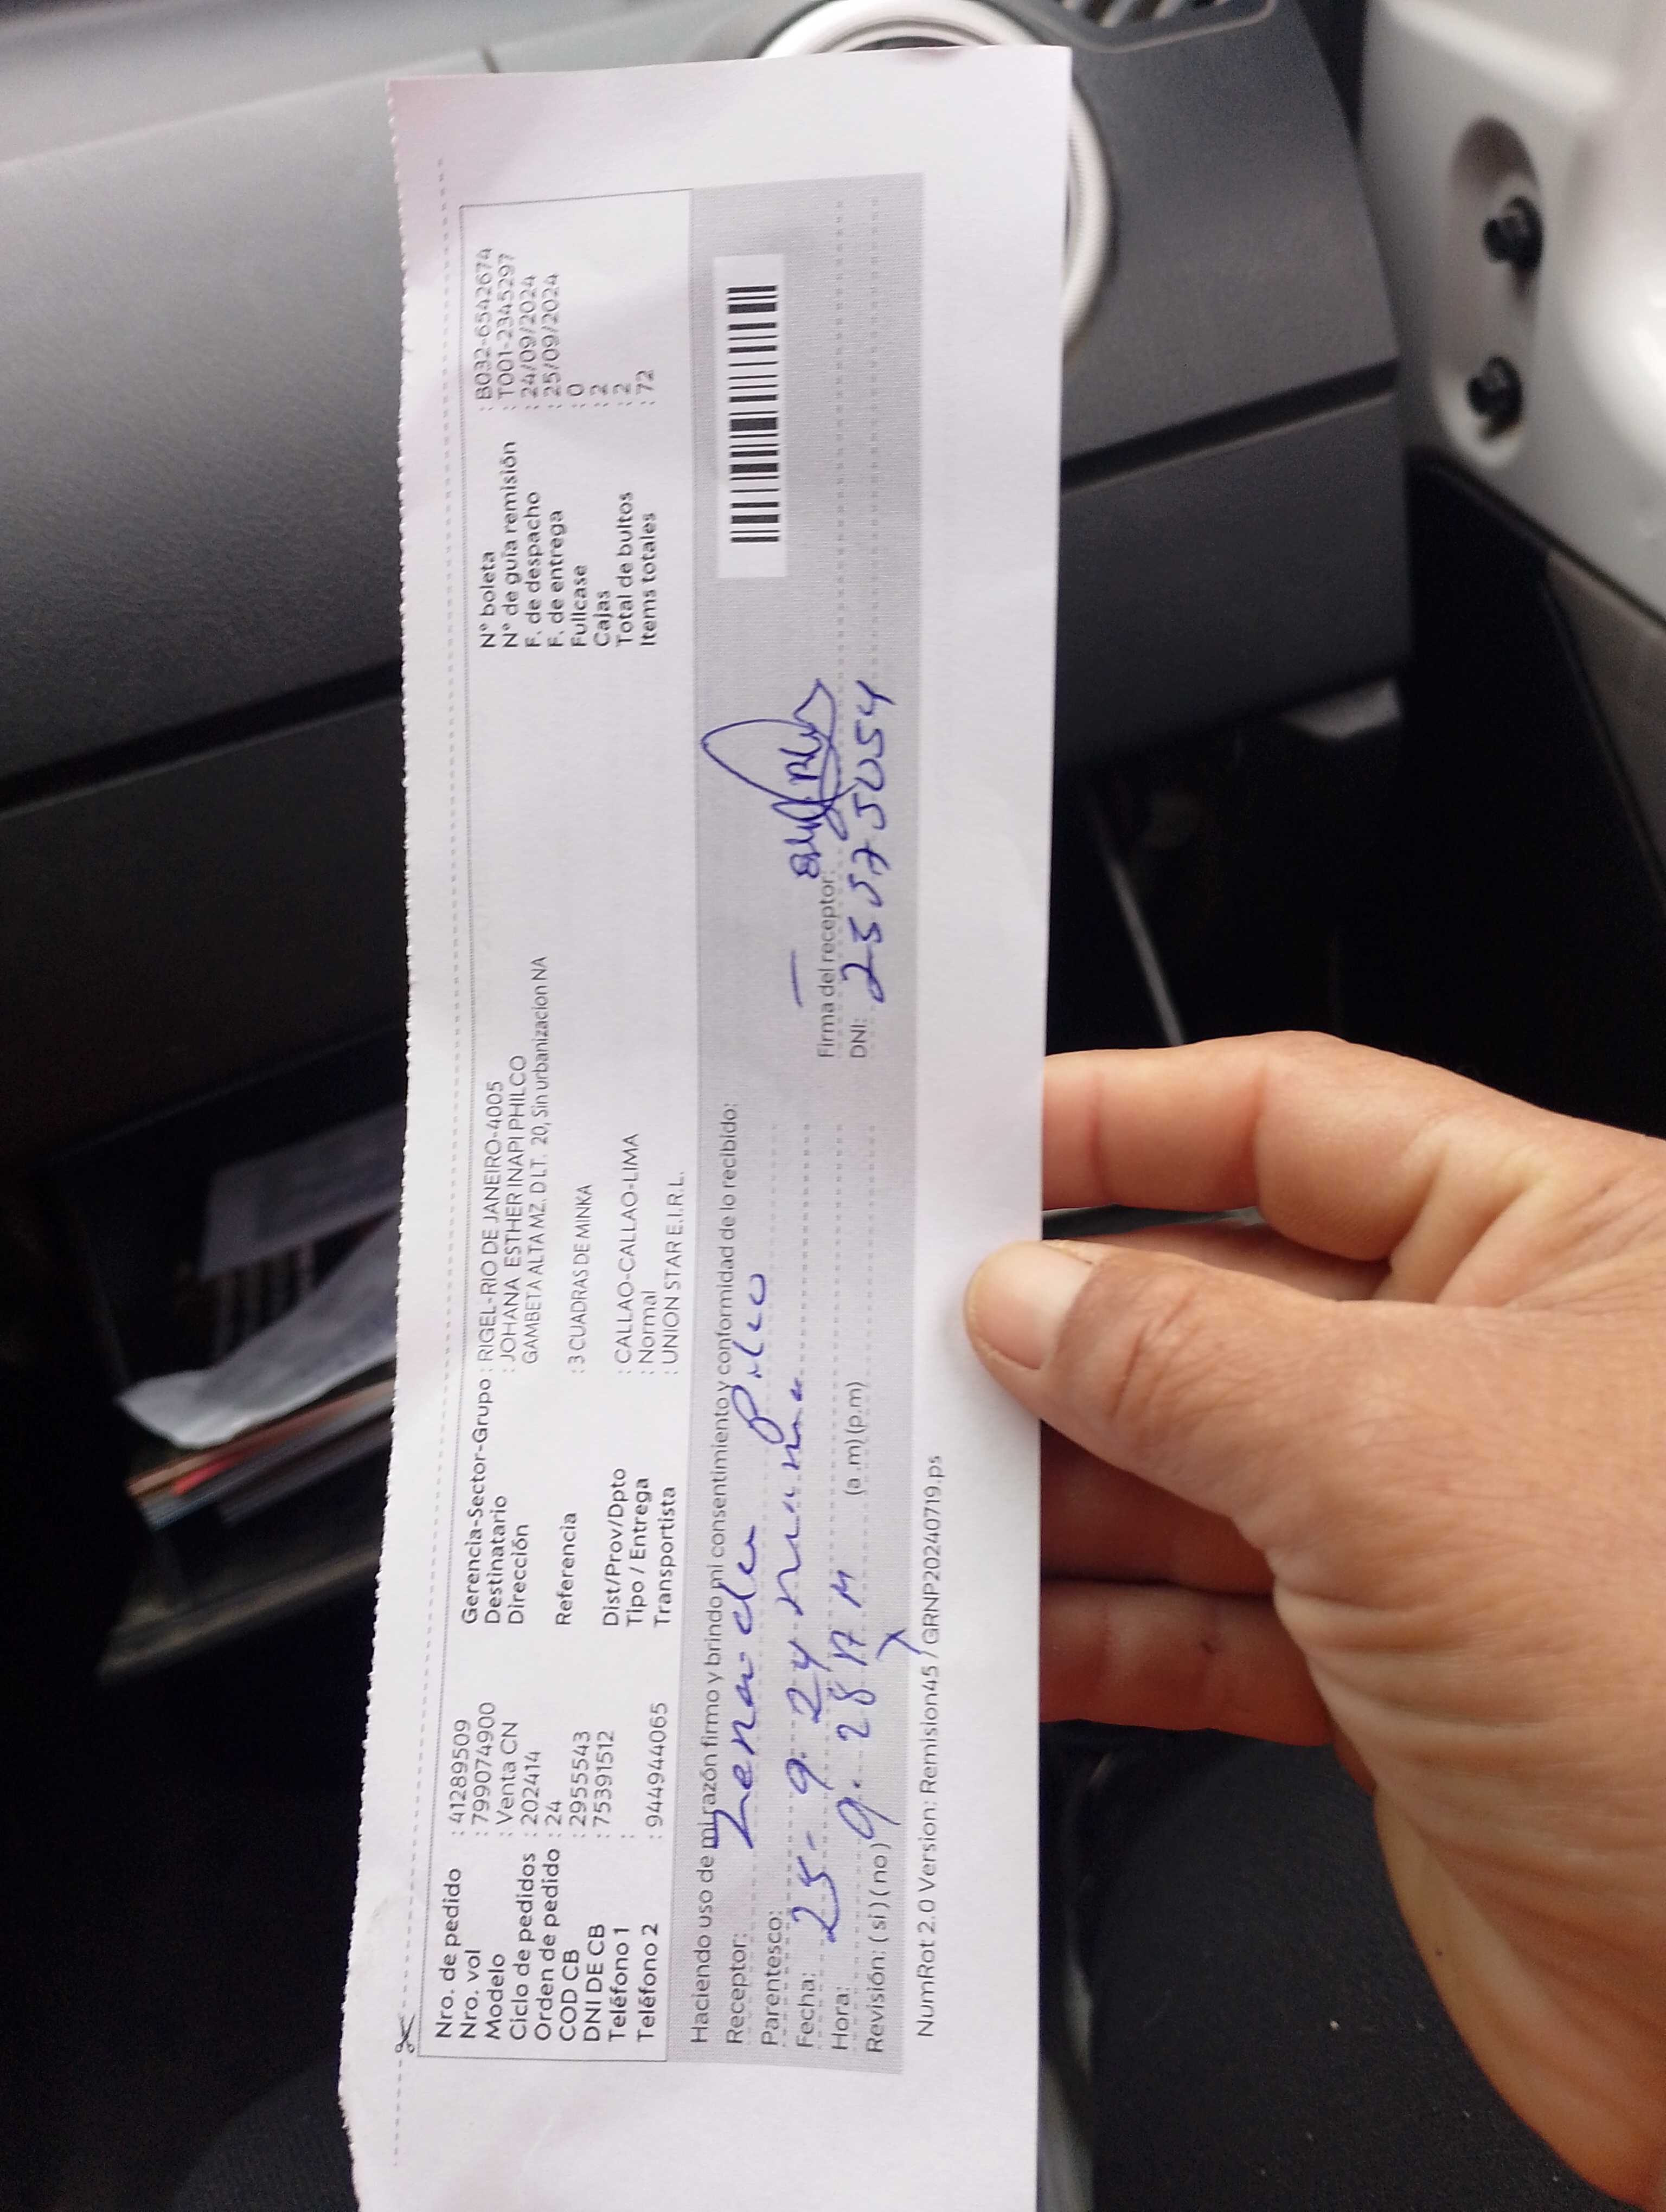 Nro. de pedido : 41289509
Nro. vol : 799074900
Modelo : Venta CN
Ciclo de pedidos : 202414
Orden de pedido : 24
COD CB : 2955543
DNI DE CB : 75391512
Teléfono 1 :
Teléfono 2 : 944944065
Gerencia-Sector-Grupo : RIGEL-RIO DE JANEIRO-4005
Destinatario : JOHANA ESTHER INAPI PHILCO
Dirección GAMBETA ALTA MZ. D LT. 20, Sin urbanizacion NA
Referencia : 3 CUADRAS DE MINKA
Dist/Prov/Dpto : CALLAO-CALLAO-LIMA
Tipo / Entrega : Normal
Transportista : UNION STAR E.I.R.L.
N° boleta : B032-6542674
N° de guía remisión : T001-2345297
F. de despacho : 24/09/2024
F. de entrega : 25/09/2024
Fullcase : 0
Cajas : 2
Total de bultos : 2
Items totales : 72
Haciendo uso de mi razón firmo y brindo mi consentimiento y conformidad de lo recibido:
Receptor:
Parentesco:
Fecha: 25- 9. 24
Hora: 9. 28 AM (a .m) (p.m)
Revisión: ( si ) ( no )
Firma del receptor:
DNI: 25575054
NumRot 2.0 Version: Remision45 / GRNP20240719.ps